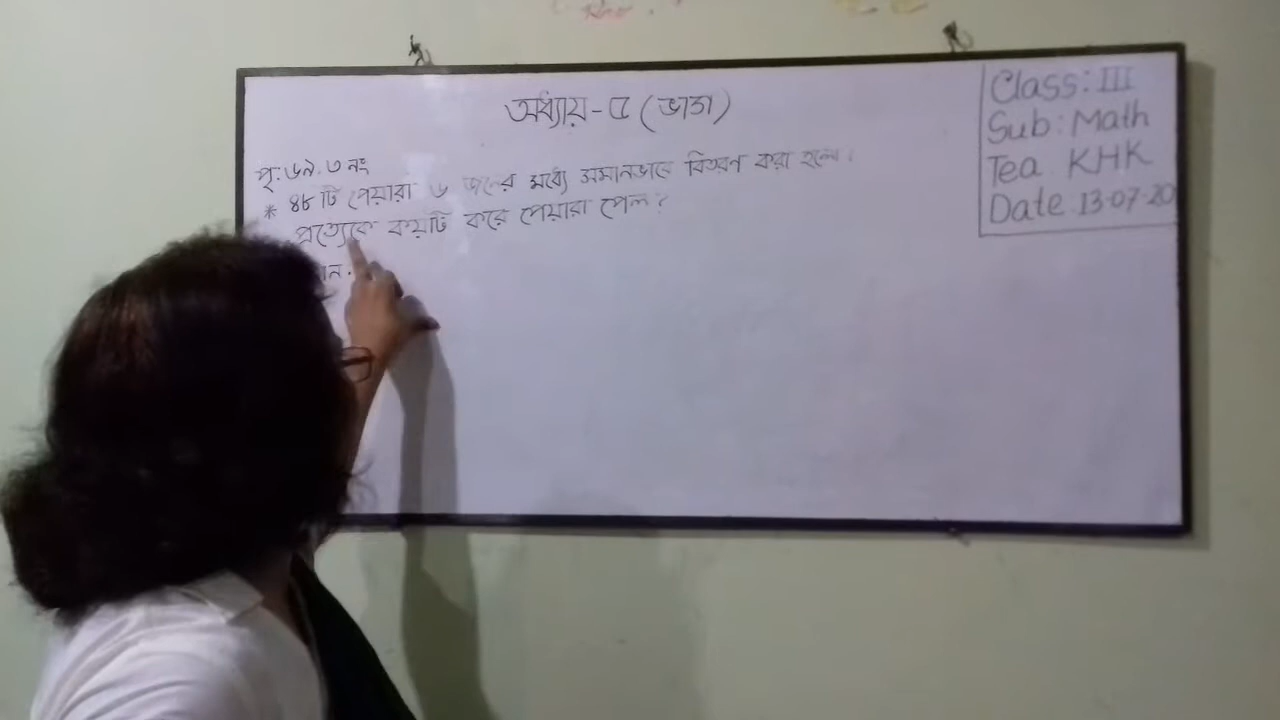 অধ্যায়-৫ (ভাগ)
পৃ:৬৯.৩ নং
* ৪৮ টি পেয়ারা ৬ জনের মধ্যে সমানভাবে বিতরণ করা হলো।
প্রত্যেকে কয়টি করে পেয়ারা পেল?
Class: III
Sub: Math
Tea. KHK
Date. 13-07-20